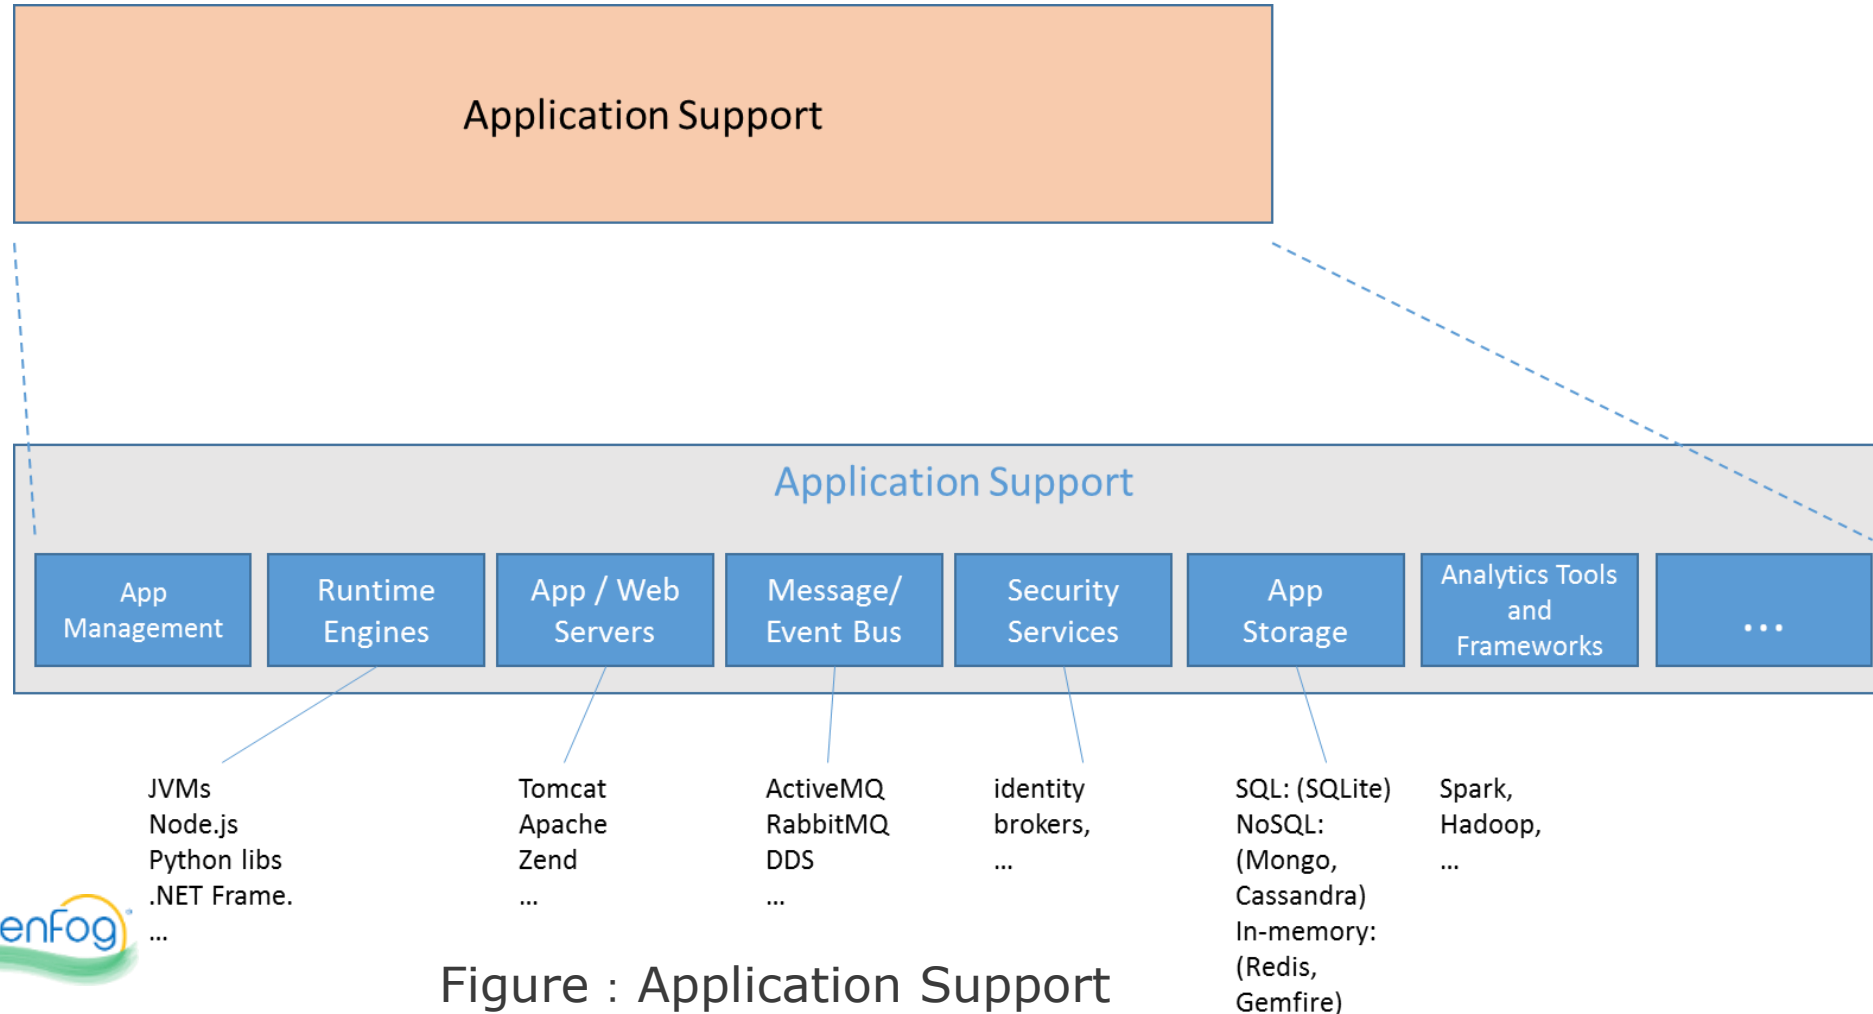 Application Support
Application Support
App
Management
Runtime
Engines
App / Web
Servers
Message/
Event Bus
Security
Services
App
Storage
Analytics Tools
and
Frameworks
...
JVMs
Node.js
Python libs
.NET Frame.
...
Tomcat
Apache
Zend
...
ActiveMQ
RabbitMQ
DDS
...
identity
brokers,
...
SQL: (SQLite)
NoSQL:
(Mongo,
Cassandra)
In-memory:
(Redis,
Gemfire)
Spark,
Hadoop,
...
enFog
Figure : Application Support